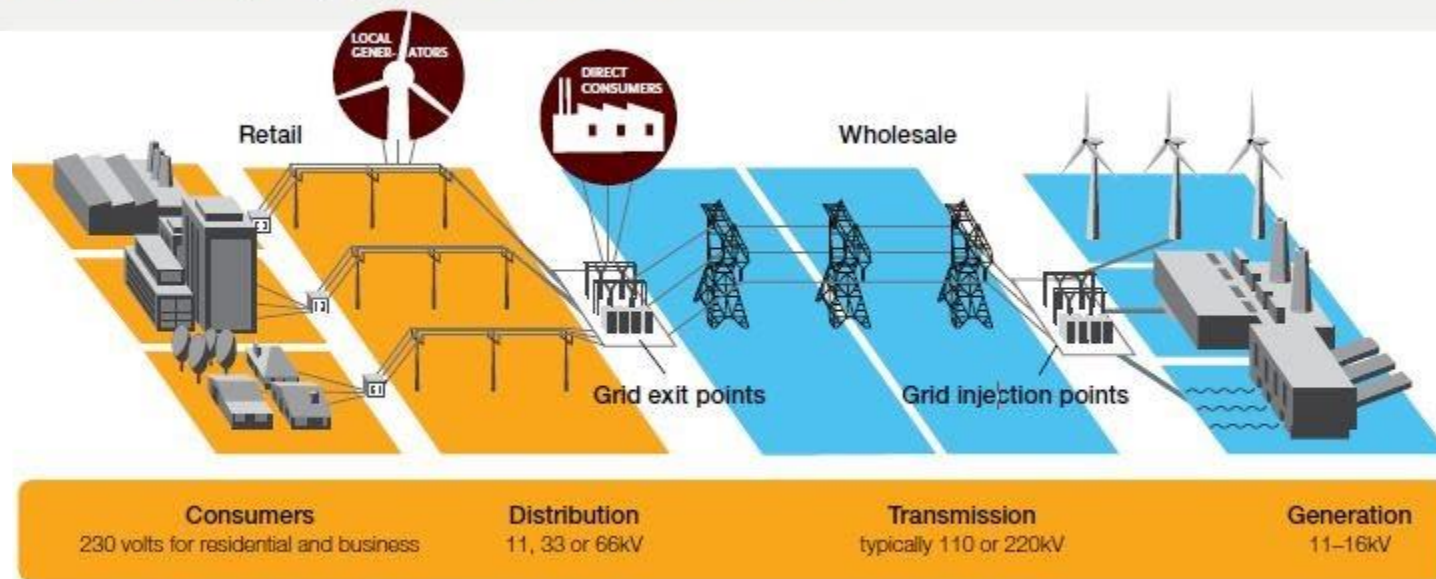 LOCAL
GENER-ATORS
DIRECT
CONSUMERS
Retail
Wholesale
Grid exit points
Grid injection points
Consumers
230 volts for residential and business
Distribution
11, 33 or 66kV
Transmission
typically 110 or 220kV
Generation
11–16kV